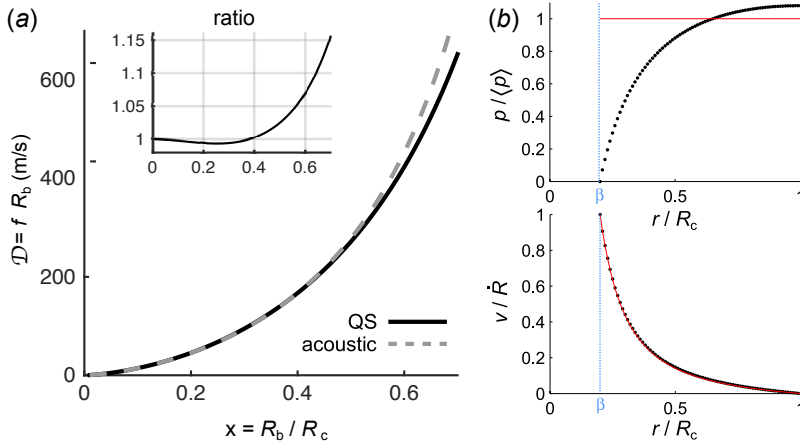 (a)
ratio
1.15
1.1
1.05
1
0 0.2 0.4 0.6
600
400
200
0
𝒟= f R_b (m/s)
QS
acoustic
0 0.2 0.4 0.6
x = R_b / R_c
(b)
1
0.8
0.6
0.4
0.2
0
p / ⟨p⟩
0 β 0.5 1
r / R_c
1
0.8
0.6
0.4
0.2
0
v / Ṙ
0 β 0.5 1
r / R_c